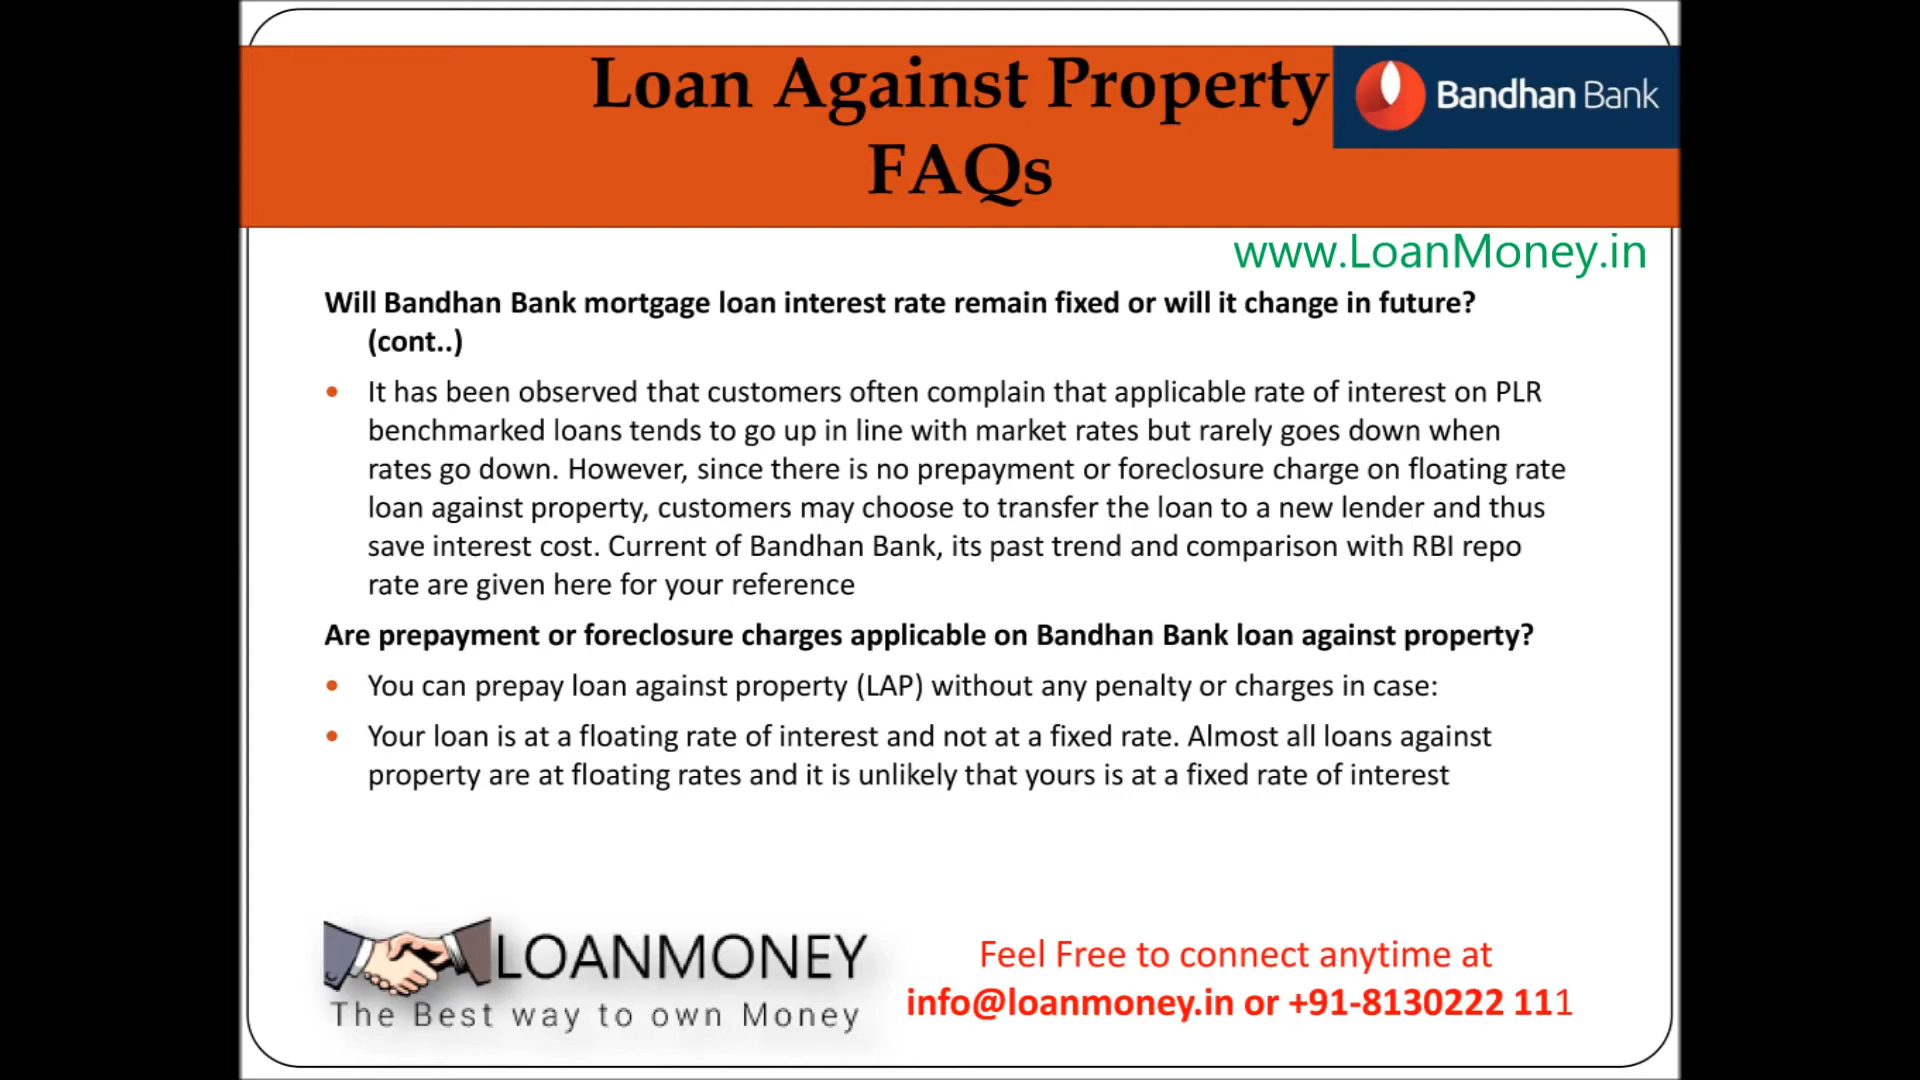 Loan Against Property
FAQs
Bandhan Bank
www.LoanMoney.in
Will Bandhan Bank mortgage loan interest rate remain fixed or will it change in future?
(cont..)
• It has been observed that customers often complain that applicable rate of interest on PLR
benchmarked loans tends to go up in line with market rates but rarely goes down when
rates go down. However, since there is no prepayment or foreclosure charge on floating rate
loan against property, customers may choose to transfer the loan to a new lender and thus
save interest cost. Current of Bandhan Bank, its past trend and comparison with RBI repo
rate are given here for your reference
Are prepayment or foreclosure charges applicable on Bandhan Bank loan against property?
• You can prepay loan against property (LAP) without any penalty or charges in case:
• Your loan is at a floating rate of interest and not at a fixed rate. Almost all loans against
property are at floating rates and it is unlikely that yours is at a fixed rate of interest
LOANMONEY
The Best way to own Money
Feel Free to connect anytime at
info@loanmoney.in or +91-8130222 111